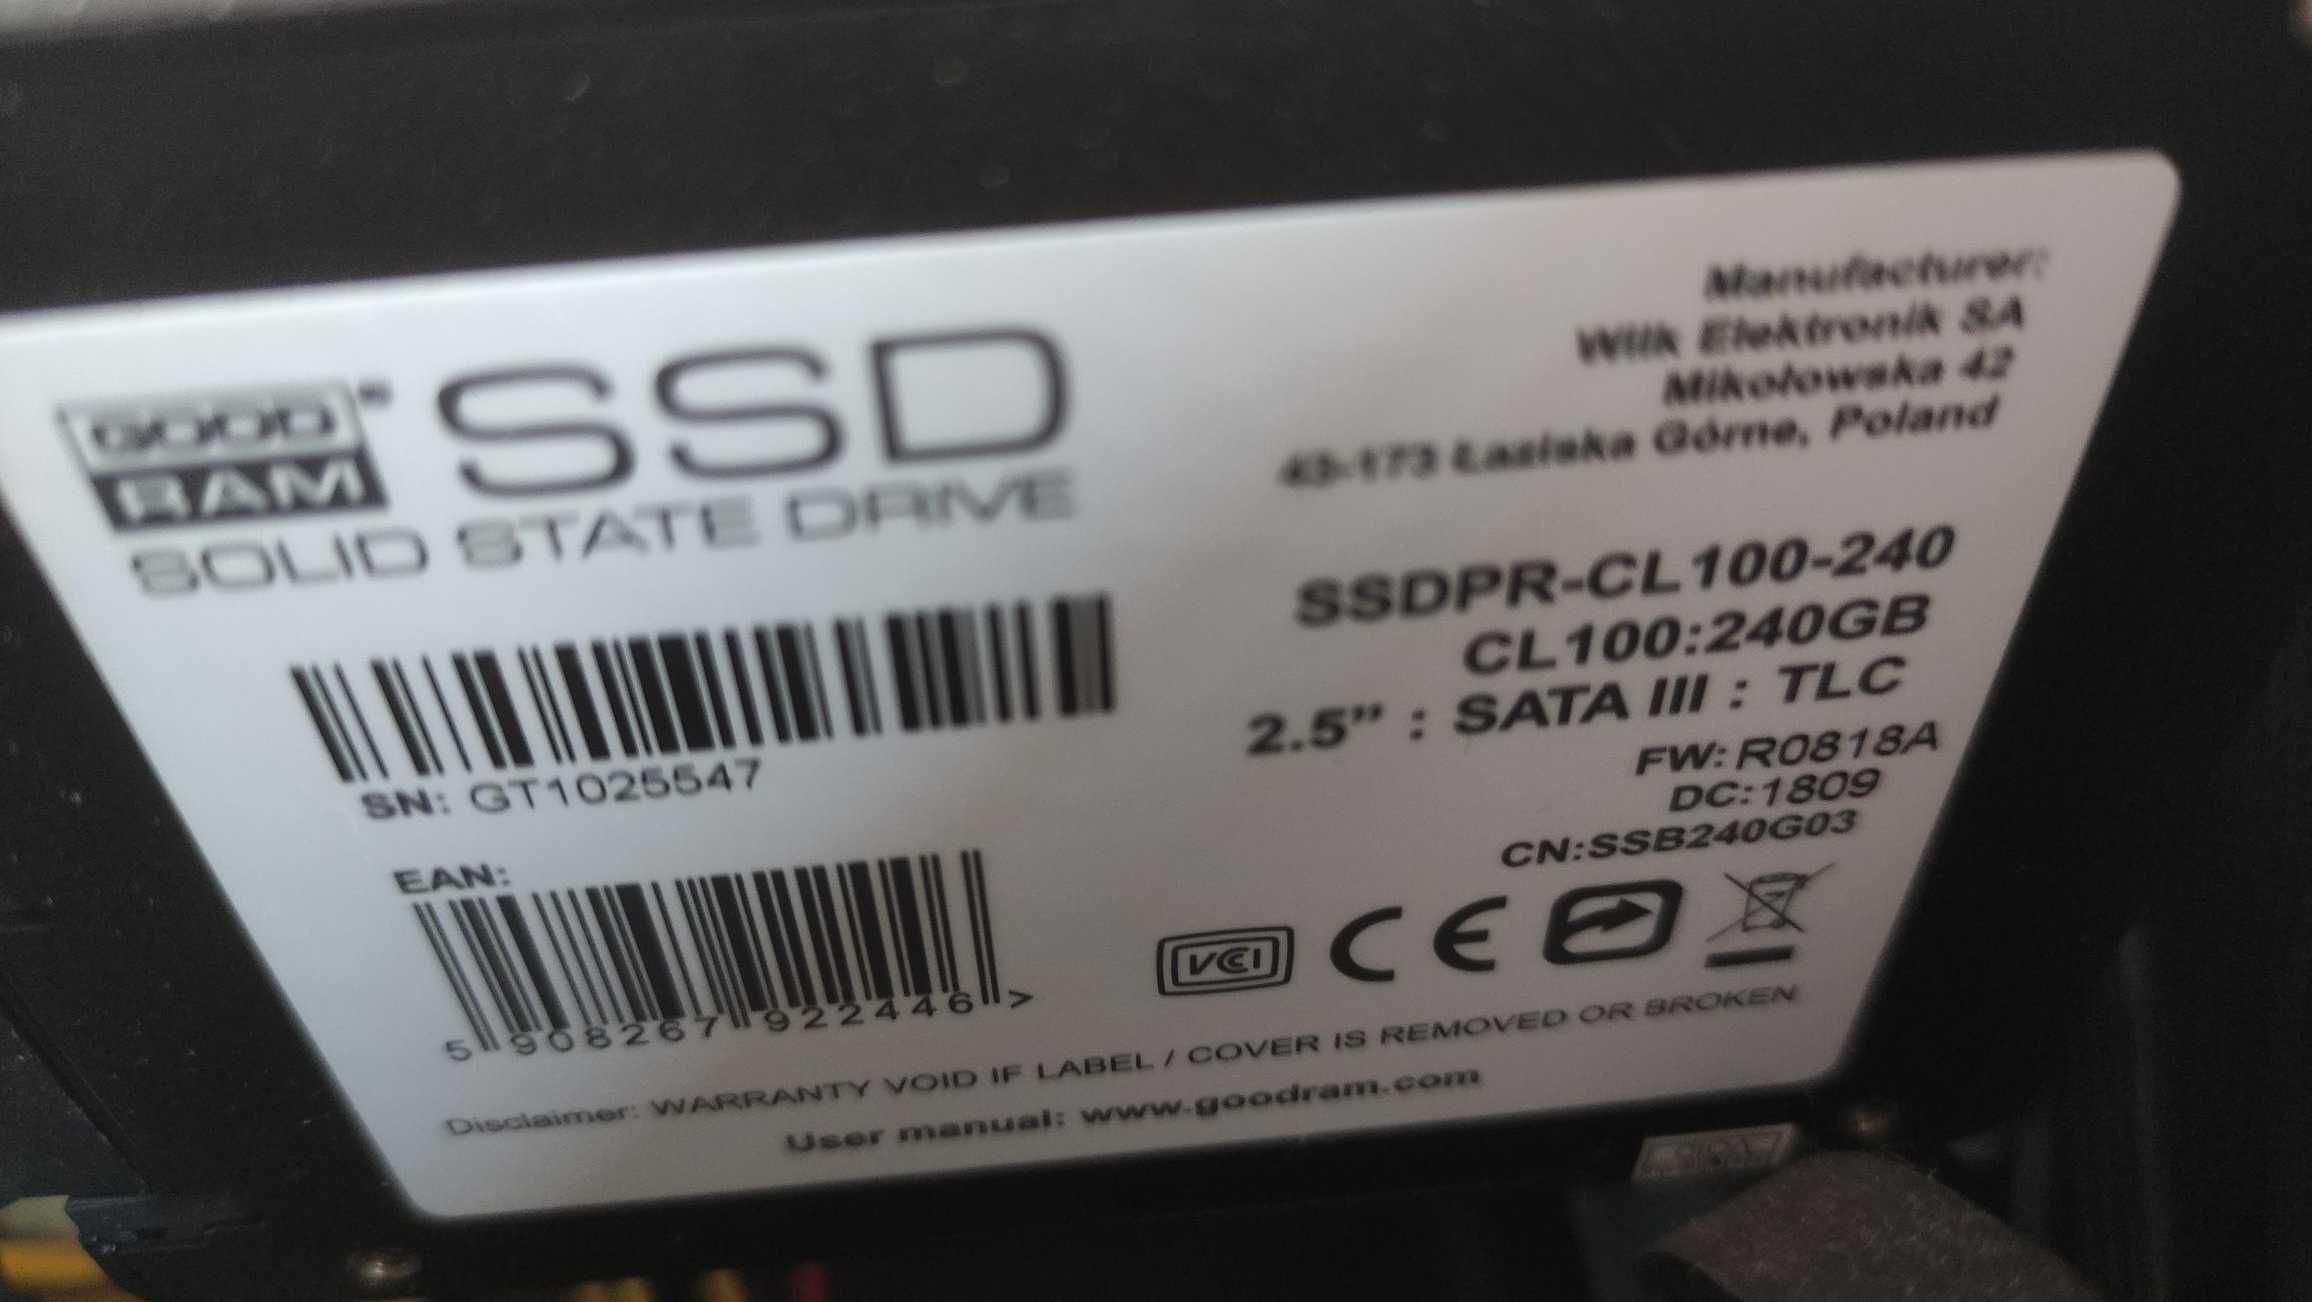 GOOD
RAM
®
SSD
SOLID STATE DRIVE
Manufacturer:
Wilk Elektronik SA
Mikołowska 42
43-173 Łaziska Górne, Poland
SSDPR-CL100-240
CL100:240GB
2.5” : SATA III : TLC
FW: R0818A
DC:1809
CN:SSB240G03
SN: GT1025547
EAN:
5 908267 922446 >
VCCI
CE
Disclaimer: WARRANTY VOID IF LABEL / COVER IS REMOVED OR BROKEN
User manual: www.goodram.com